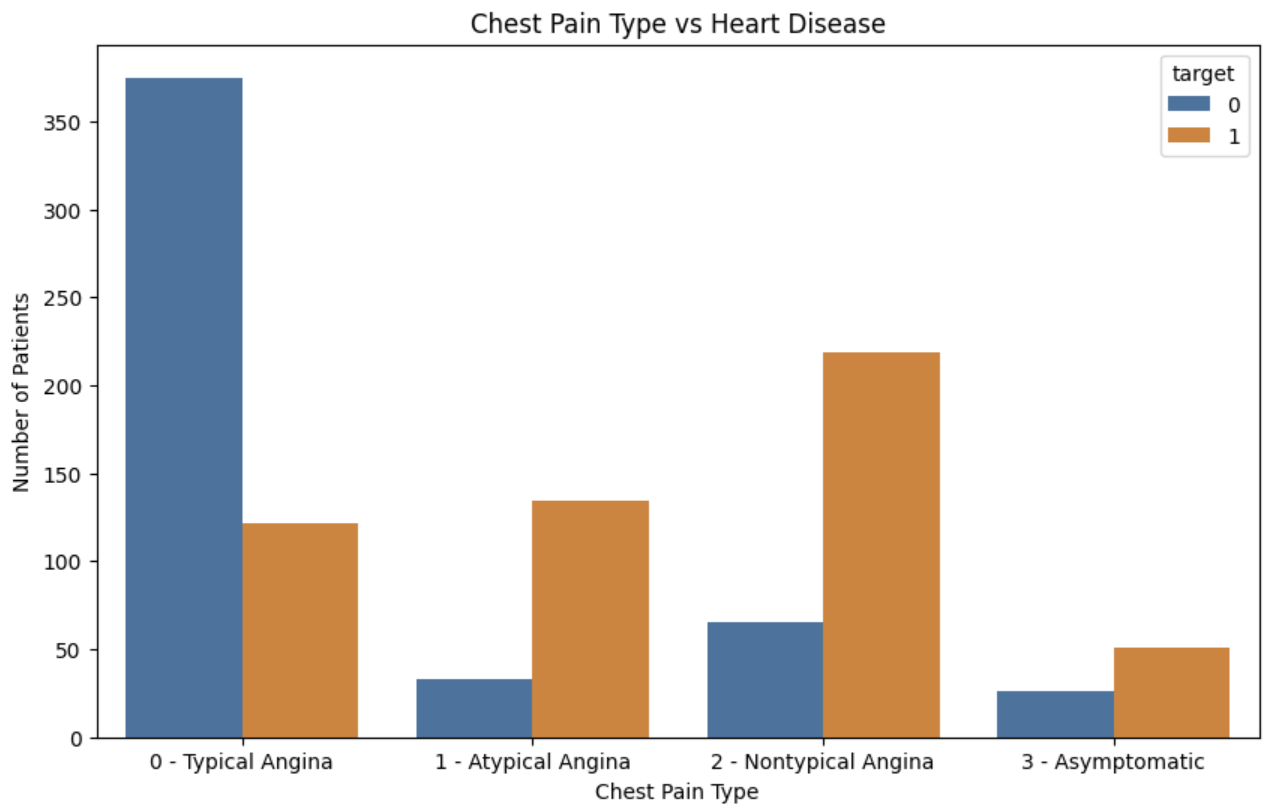 Chest Pain Type vs Heart Disease
target
0
1
Number of Patients
350
300
250
200
150
100
50
0
0 - Typical Angina
1 - Atypical Angina
2 - Nontypical Angina
3 - Asymptomatic
Chest Pain Type